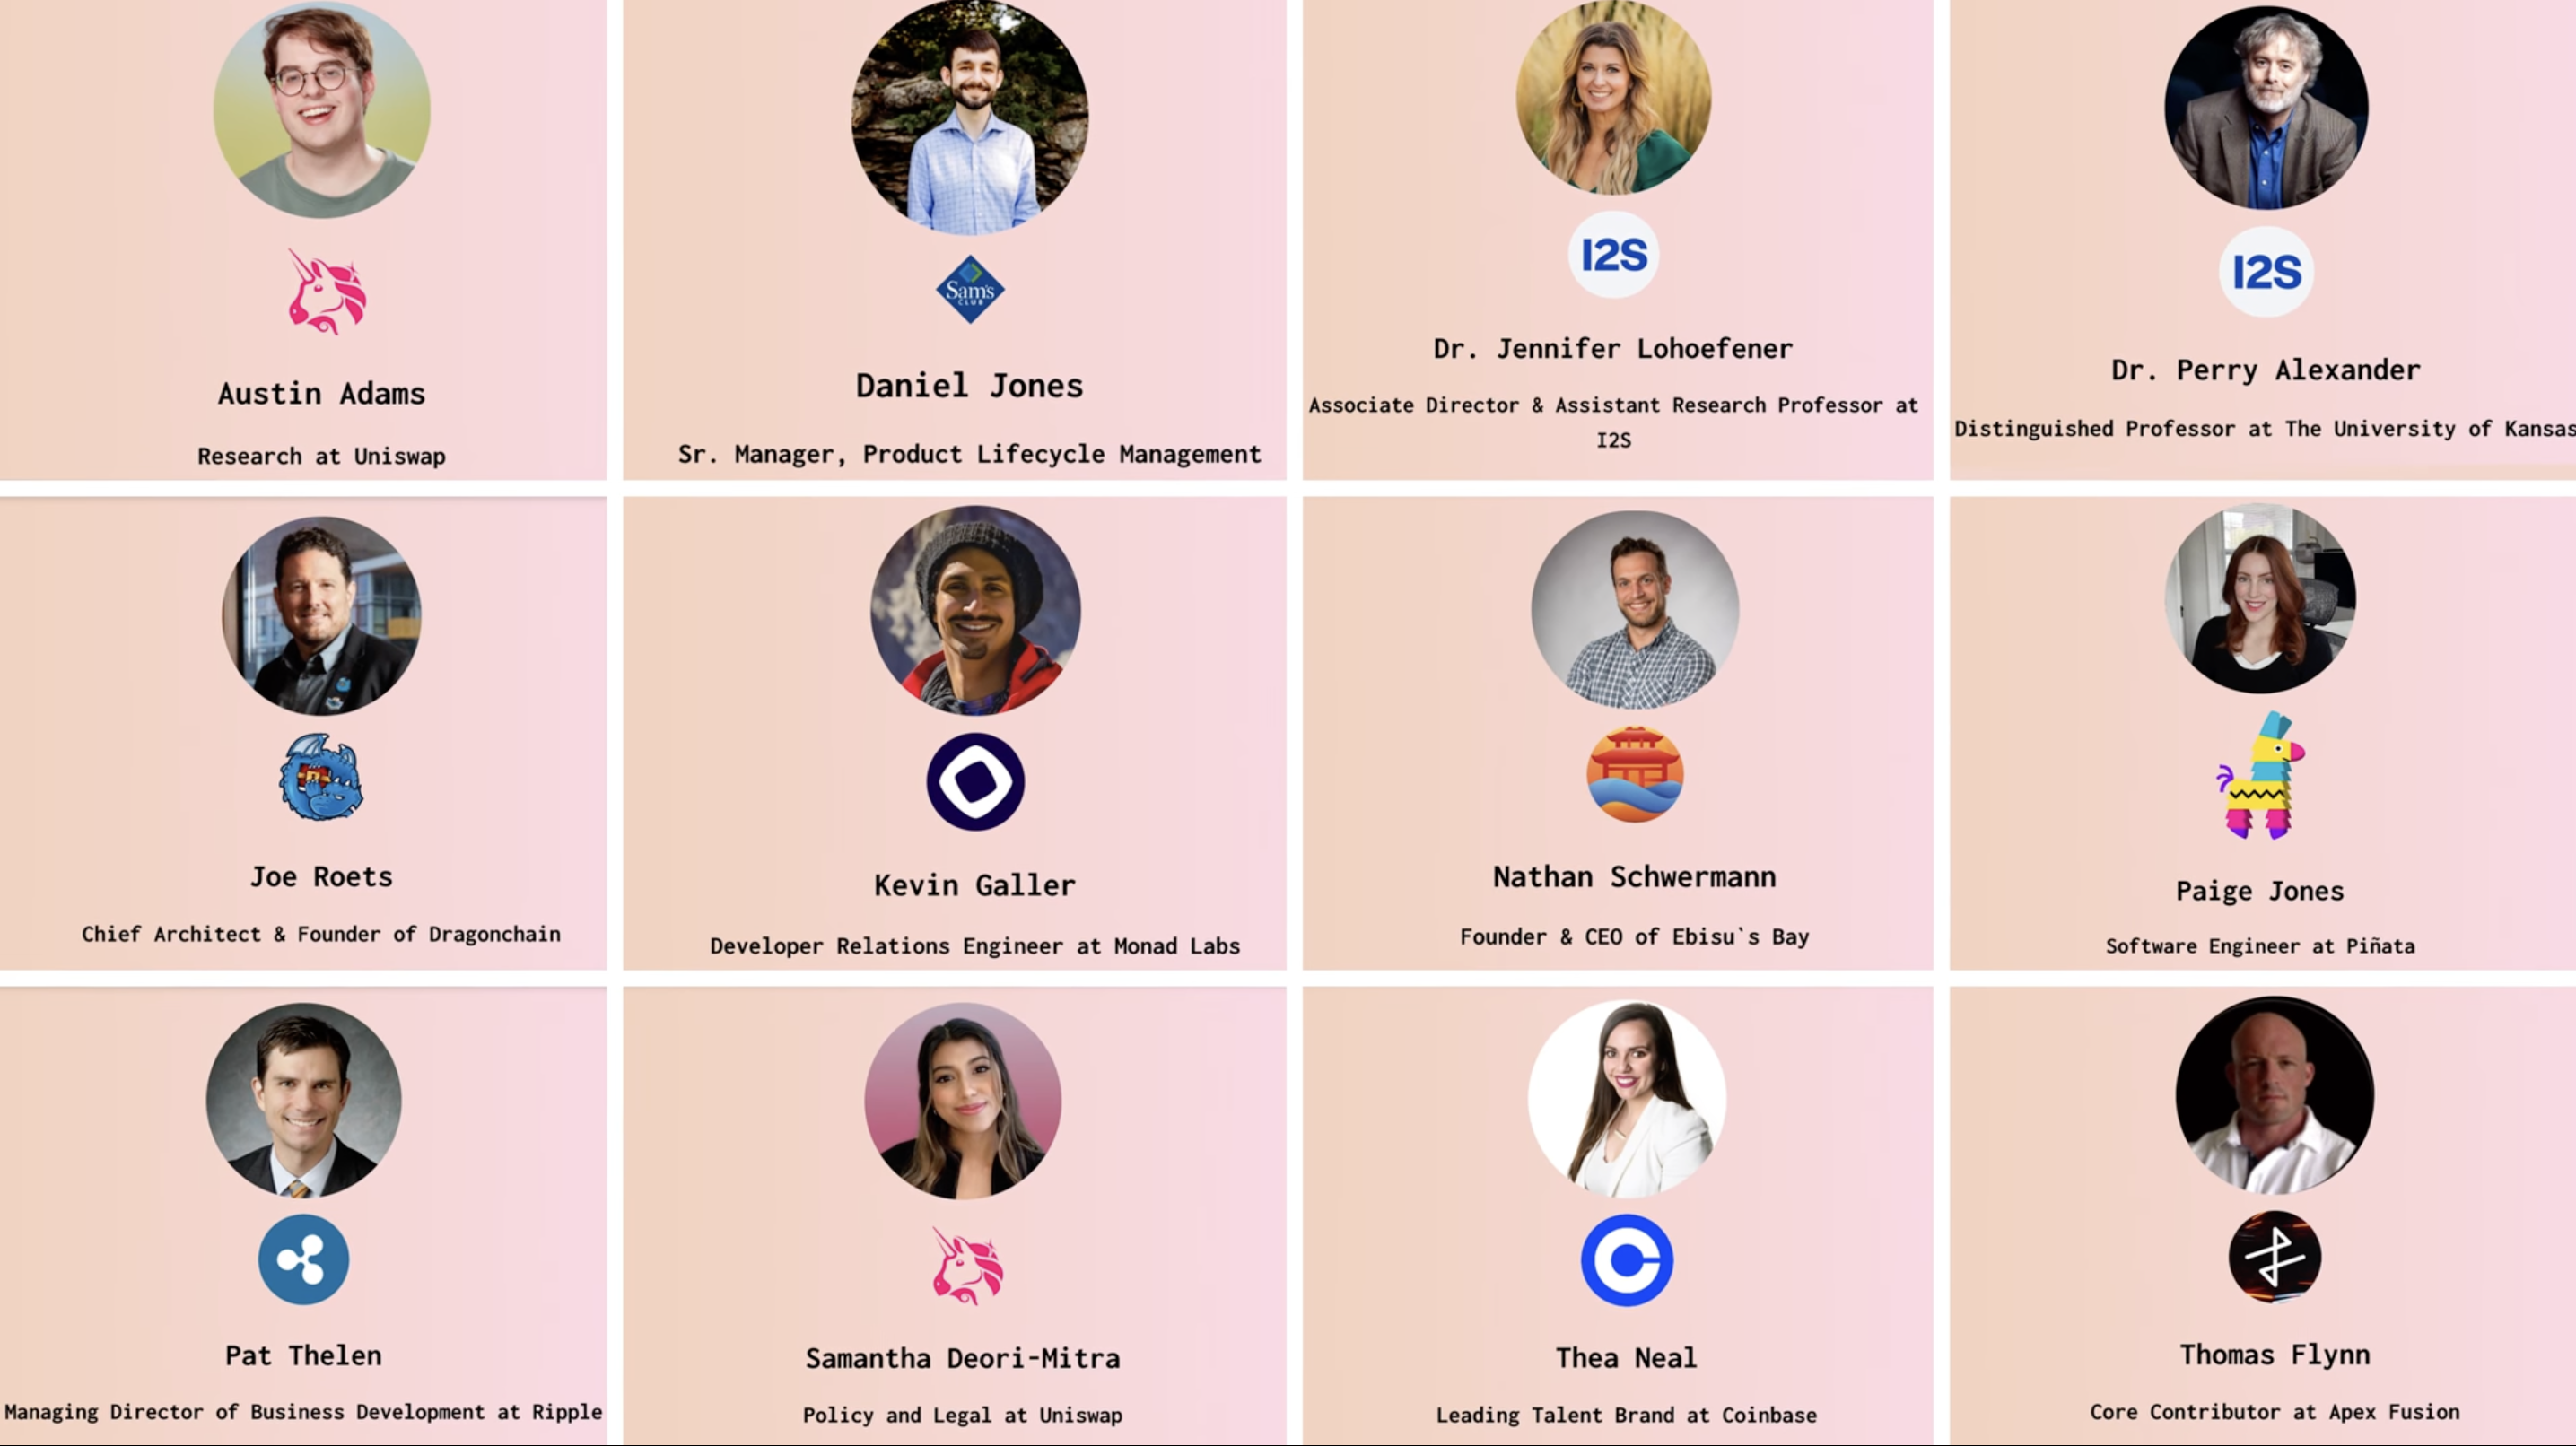 I2S
I2S
Sam's
CLUB
Austin Adams
Research at Uniswap
Daniel Jones
Sr. Manager, Product Lifecycle Management
Dr. Jennifer Lohoefener
Associate Director & Assistant Research Professor at
I2S
Dr. Perry Alexander
Distinguished Professor at The University of Kansas
Joe Roets
Chief Architect & Founder of Dragonchain
Kevin Galler
Developer Relations Engineer at Monad Labs
Nathan Schwermann
Founder & CEO of Ebisu`s Bay
Paige Jones
Software Engineer at Piñata
Pat Thelen
Managing Director of Business Development at Ripple
Samantha Deori-Mitra
Policy and Legal at Uniswap
Thea Neal
Leading Talent Brand at Coinbase
Thomas Flynn
Core Contributor at Apex Fusion